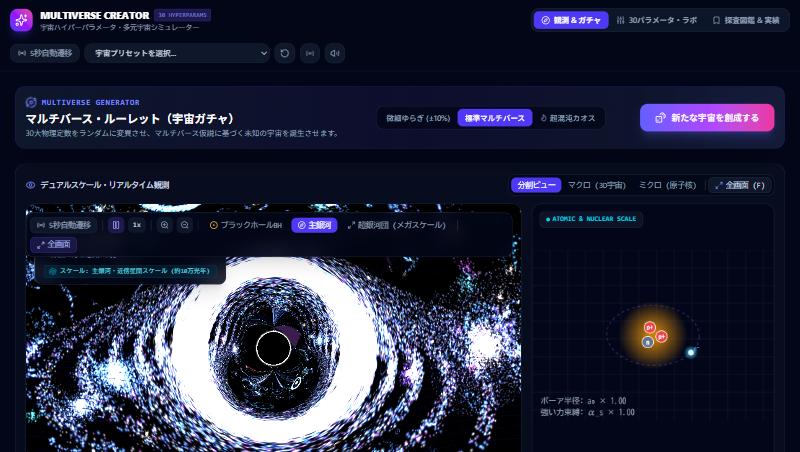 MULTIVERSE CREATOR 30 HYPERPARAMS
宇宙ハイパーパラメータ・多元宇宙シミュレーター
観測 & ガチャ 30パラメータ・ラボ 探査図鑑 & 実績
5秒自動遷移 宇宙プリセットを選択...
MULTIVERSE GENERATOR
マルチバース・ルーレット（宇宙ガチャ）
30大物理定数をランダムに変異させ、マルチバース仮説に基づく未知の宇宙を誕生させます。
微細ゆらぎ (±10%) 標準マルチバース 超混沌カオス
新たな宇宙を創成する
デュアルスケール・リアルタイム観測
分割ビュー マクロ (3D宇宙) ミクロ (原子核) 全画面 (F)
5秒自動遷移 1x ブラックホールBH 主銀河 超銀河団 (メガスケール)
全画面
スケール: 主銀河・近傍星間スケール (約10万光年)
ATOMIC & NUCLEAR SCALE
p+
p+
n
ボーア半径: a₀ × 1.00
強い力束縛: α_s × 1.00